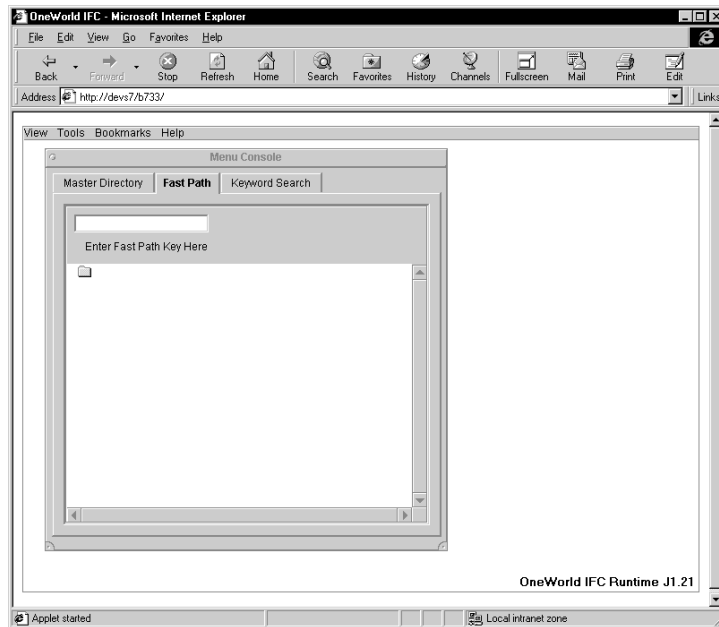 OneWorld IFC - Microsoft Internet Explorer
File Edit View Go Favorites Help
Back Forward Stop Refresh Home Search Favorites History Channels Fullscreen Mail Print Edit
Address http://devs7/b733/ Links
View Tools Bookmarks Help
Menu Console
Master Directory Fast Path Keyword Search
Enter Fast Path Key Here
OneWorld IFC Runtime J1.21
Applet started Local intranet zone